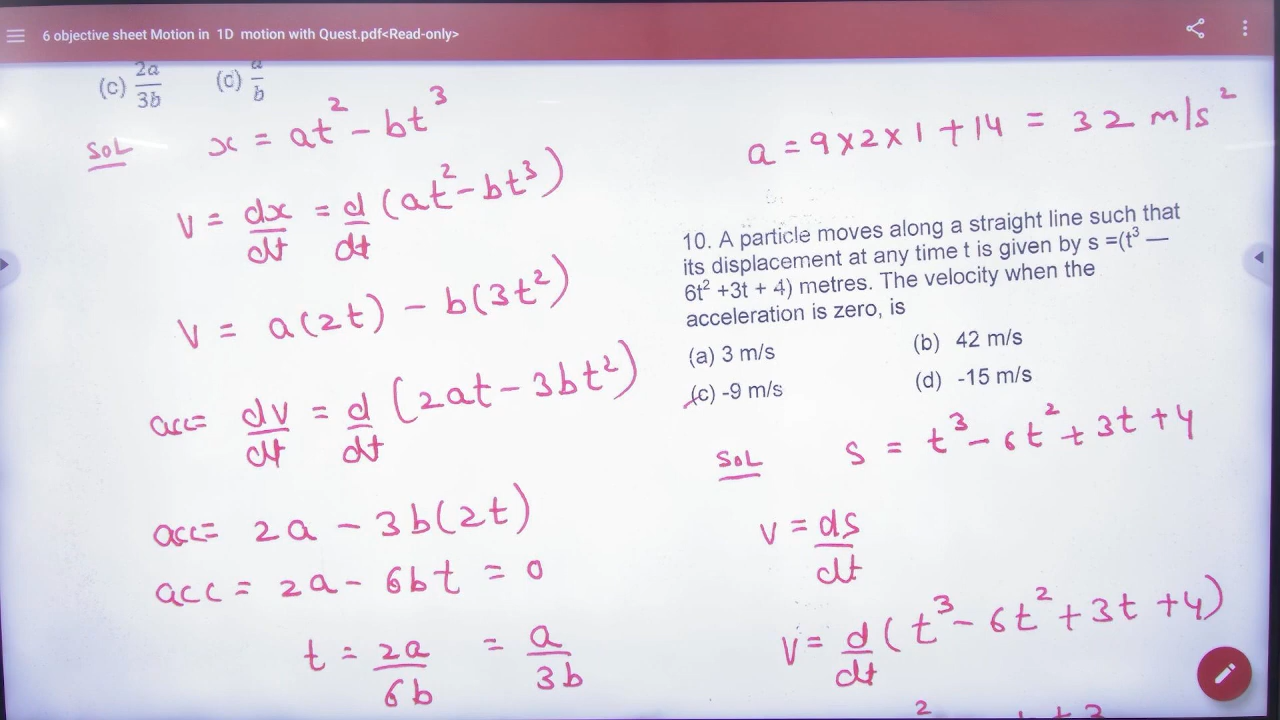 6 objective sheet Motion in 1D motion with Quest.pdf<Read-only>
(c) 2a/3b (d) a/b
SOL x = at² - bt³
V = dx/dt = d/dt (at² - bt³)
V = a(2t) - b(3t²)
acc = dv/dt = d/dt (2at - 3bt²)
acc = 2a - 3b(2t)
acc = 2a - 6bt = 0
t = 2a/6b = a/3b
a = 9x2x1+14 = 32 m/s²
10. A particle moves along a straight line such that
its displacement at any time t is given by s =(t³ —
6t² +3t + 4) metres. The velocity when the
acceleration is zero, is
(a) 3 m/s (b) 42 m/s
(c) -9 m/s (d) -15 m/s
SOL s = t³ - 6t² + 3t + 4
v = ds/dt
V = d/dt (t³ - 6t² + 3t + 4)